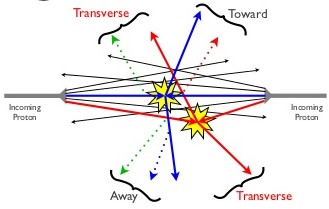 Transverse
Toward
Incoming
Proton
Incoming
Proton
Away
Transverse